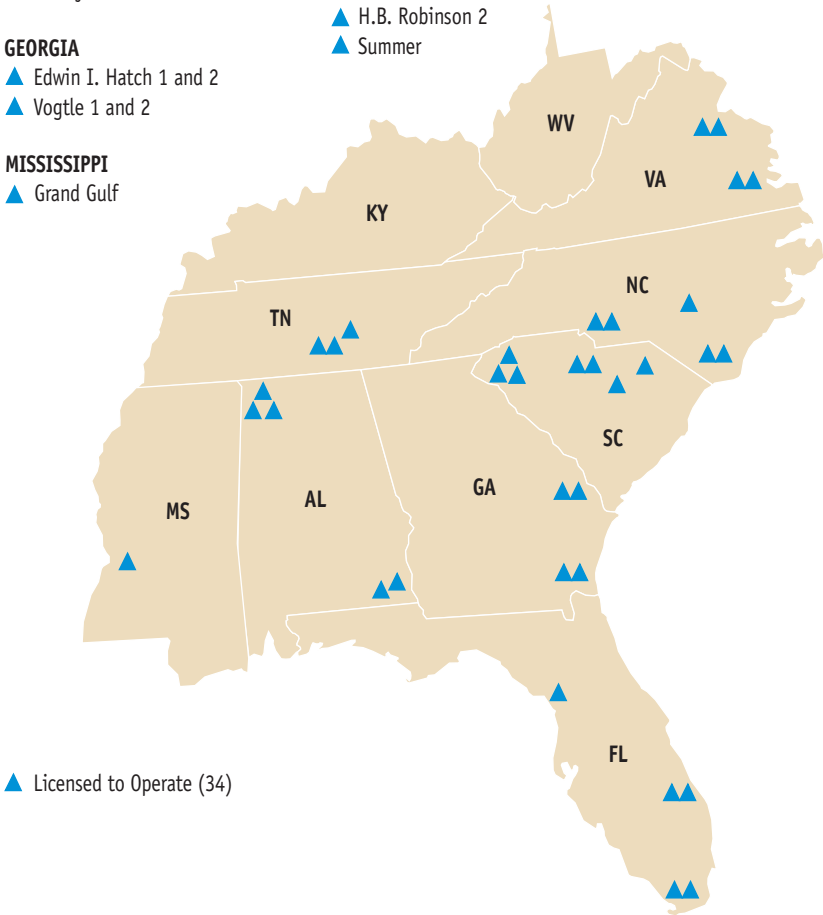 GEORGIA
Edwin I. Hatch 1 and 2
Vogtle 1 and 2
MISSISSIPPI
Grand Gulf
H.B. Robinson 2
Summer
WV
VA
KY
NC
TN
SC
GA
AL
MS
FL
Licensed to Operate (34)